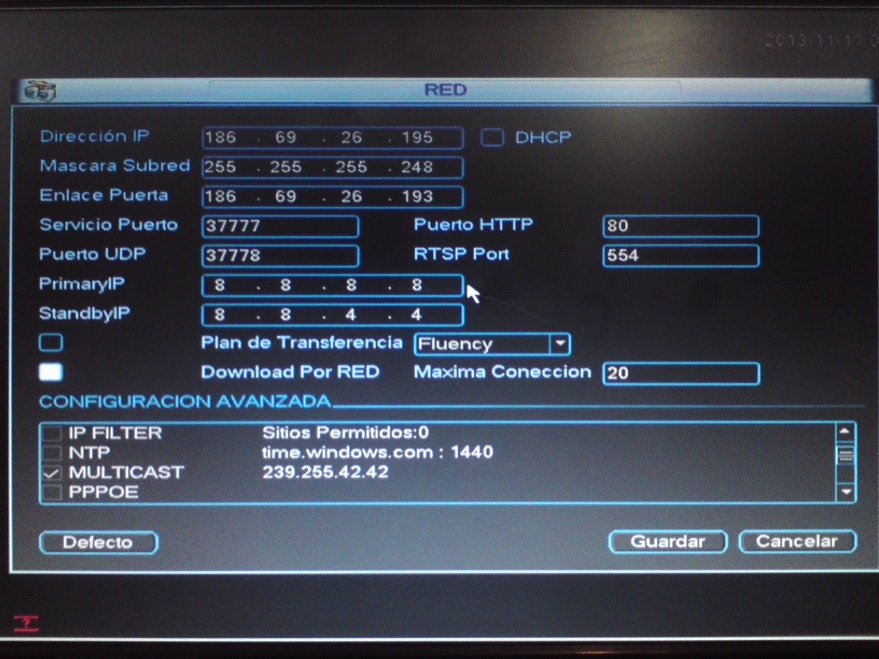 2013-11-17 0
RED
Dirección IP 186 . 69 . 26 . 195 DHCP
Mascara Subred 255 . 255 . 255 . 248
Enlace Puerta 186 . 69 . 26 . 193
Servicio Puerto 37777 Puerto HTTP 80
Puerto UDP 37778 RTSP Port 554
PrimaryIP 8 . 8 . 8 . 8
StandbyIP 8 . 8 . 4 . 4
Plan de Transferencia Fluency
Download Por RED Maxima Coneccion 20
CONFIGURACION AVANZADA
IP FILTER Sitios Permitidos:0
NTP time.windows.com : 1440
MULTICAST 239.255.42.42
PPPOE
Defecto Guardar Cancelar
?